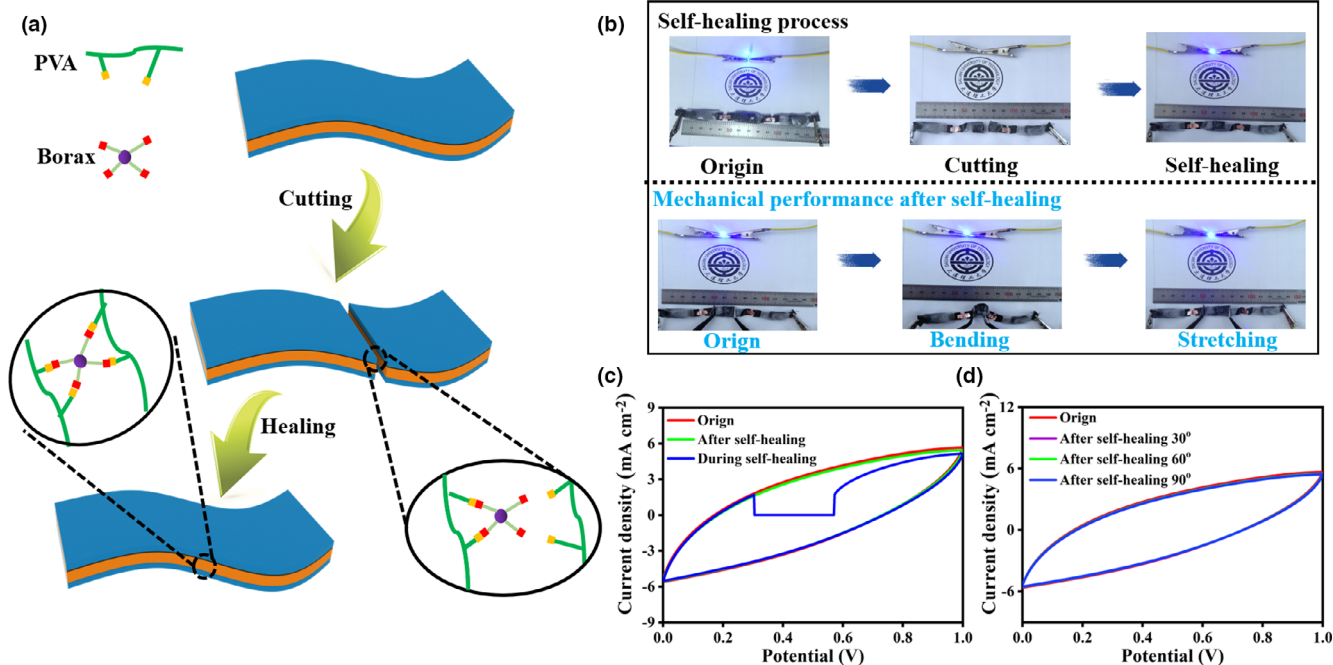 (a)
PVA
Borax
Cutting
Healing
(b)
Self-healing process
Origin
Cutting
Self-healing
Mechanical performance after self-healing
Orign
Bending
Stretching
(c)
Current density (mA cm-2)
9
6
3
0
-3
-6
-9
Orign
After self-healing
During self-healing
0.0 0.2 0.4 0.6 0.8 1.0
Potential (V)
(d)
Current density (mA cm-2)
12
6
0
-6
-12
Orign
After self-healing 30°
After self-healing 60°
After self-healing 90°
0.0 0.2 0.4 0.6 0.8 1.0
Potential (V)